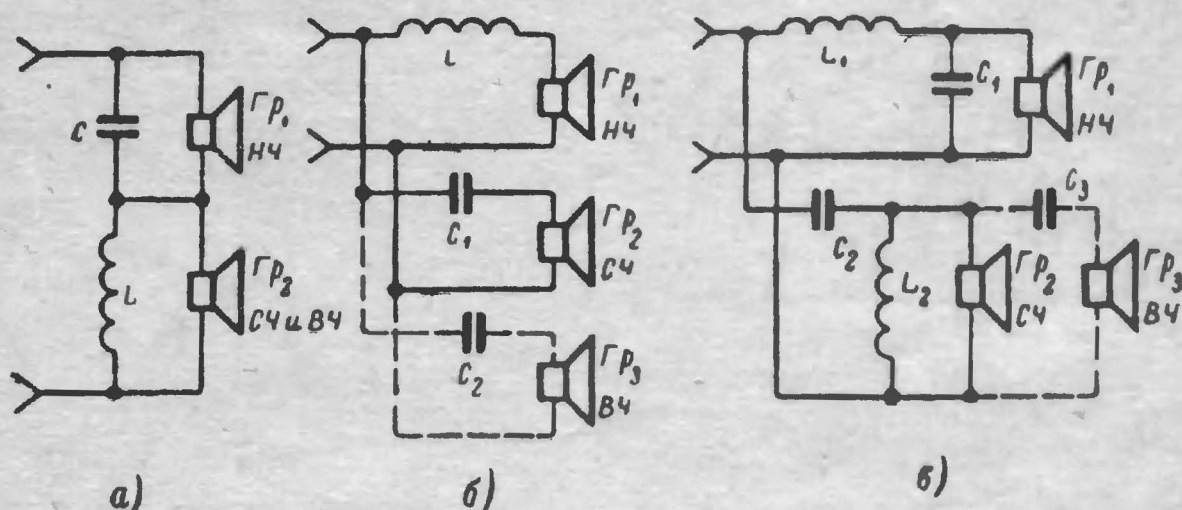 C
Гр₁
НЧ
L
Гр₂
СЧ и ВЧ
а)
L
Гр₁
НЧ
C₁
Гр₂
СЧ
C₂
Гр₃
ВЧ
б)
L₁
C₁
Гр₁
НЧ
C₂
L₂
Гр₂
СЧ
C₃
Гр₃
ВЧ
в)